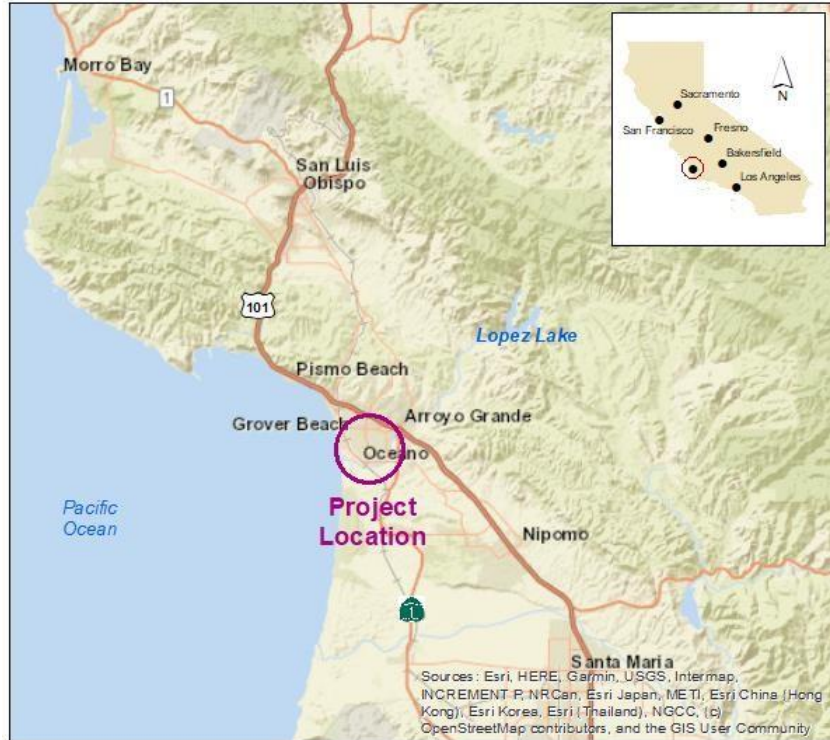 Morro Bay
1
San Luis
Obispo
101
Lopez Lake
Pismo Beach
Grover Beach
Arroyo Grande
Oceano
Project
Location
Pacific
Ocean
Nipomo
1
Santa Maria
Sacramento
N
San Francisco
Fresno
Bakersfield
Los Angeles
Sources: Esri, HERE, Garmin, USGS, Intermap,
INCREMENT P, NRCan, Esri Japan, METI, Esri China (Hong
Kong), Esri Korea, Esri (Thailand), NGCC, (c)
OpenStreetMap contributors, and the GIS User Community